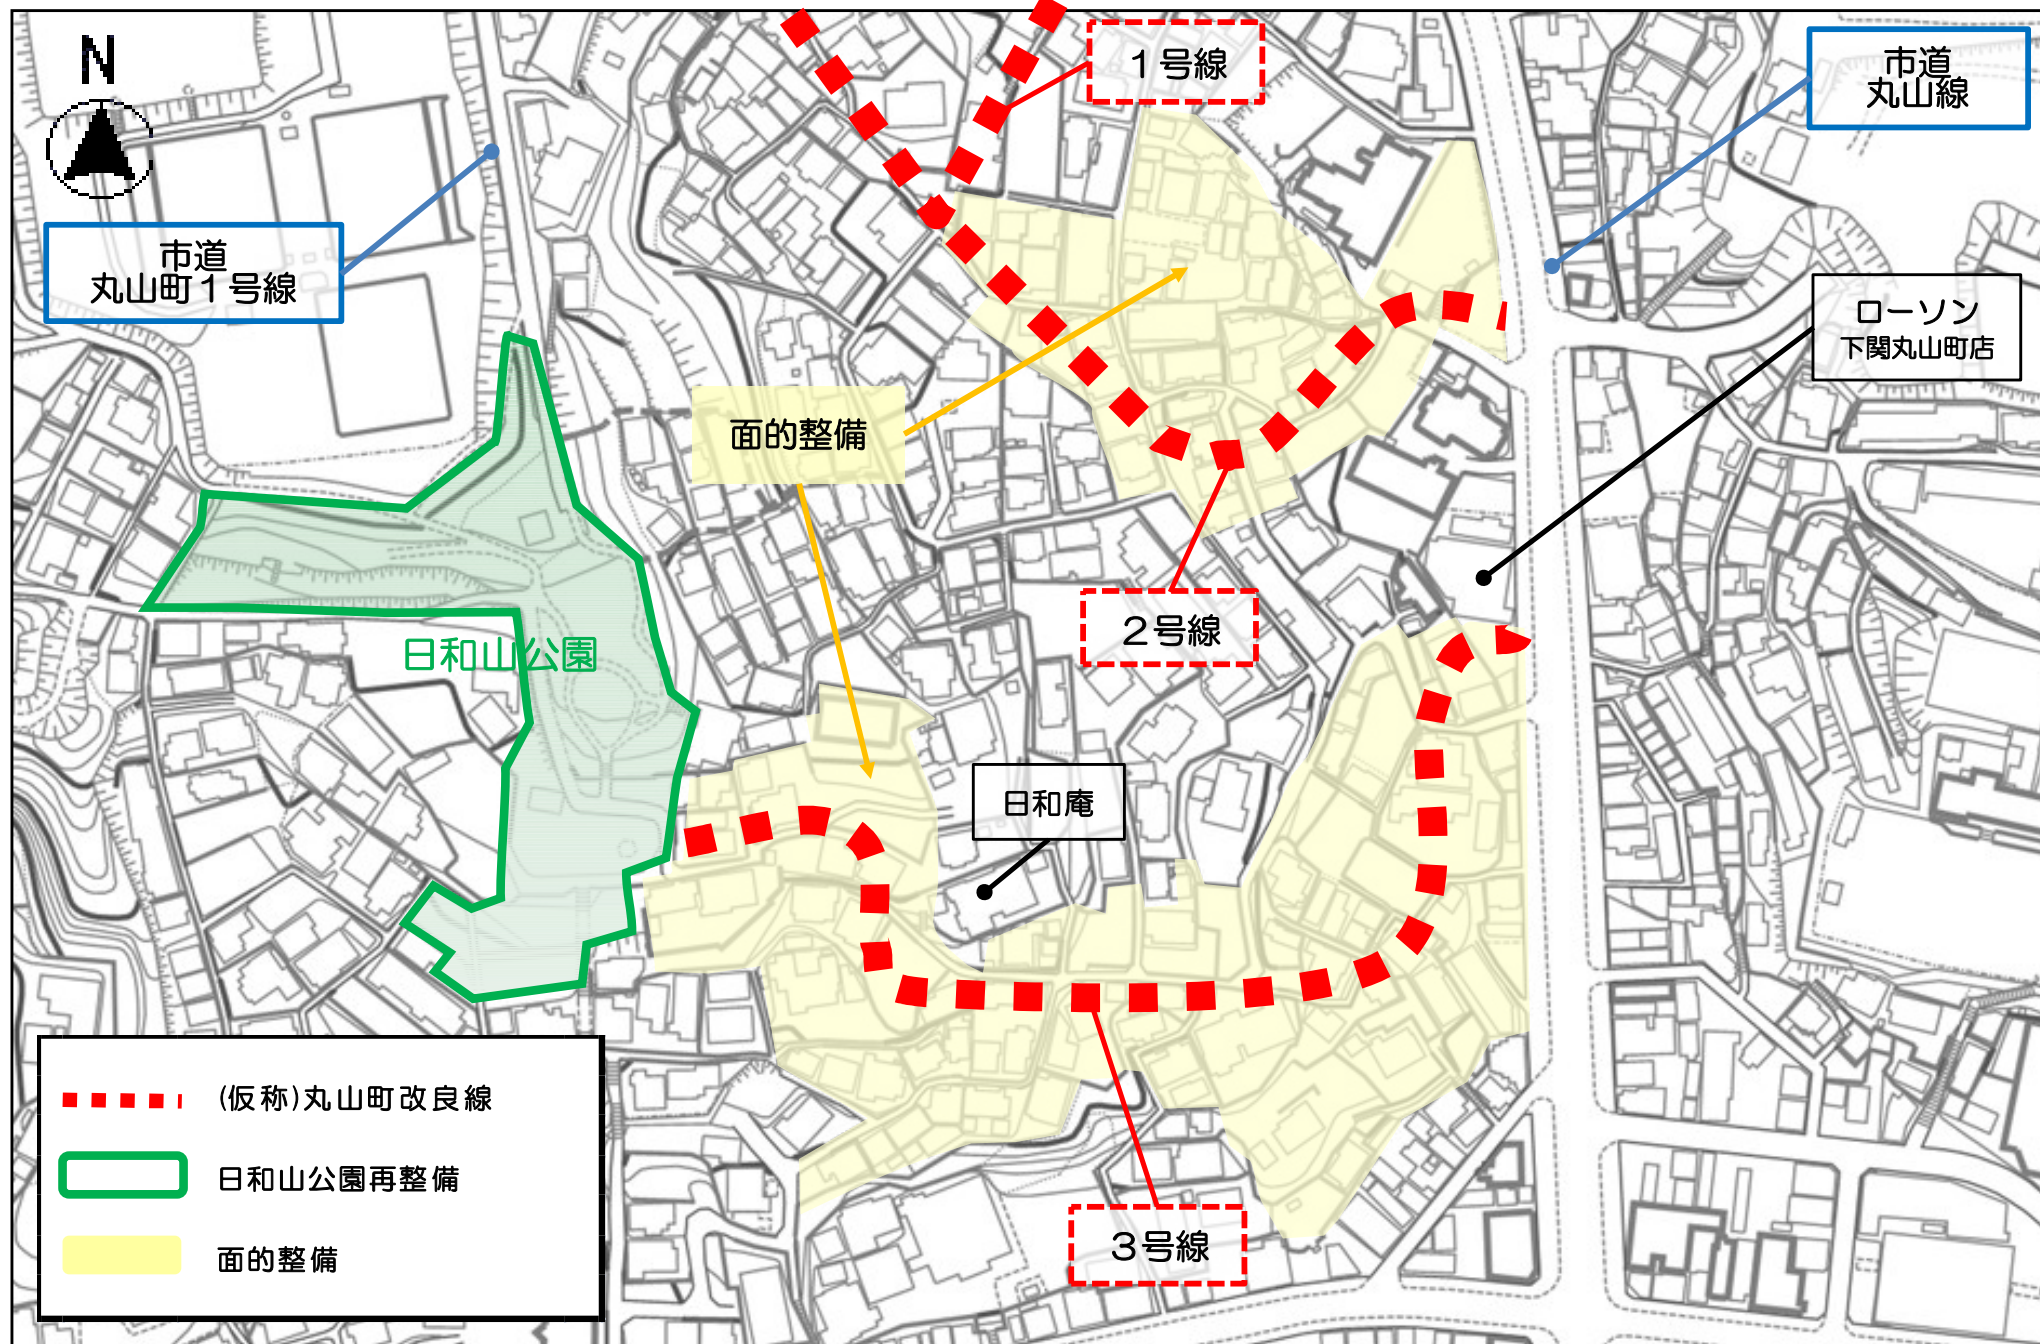 N
1号線
市道
丸山線
市道
丸山町1号線
ローソン
下関丸山町店
面的整備
2号線
日和山公園
日和庵
(仮称)丸山町改良線
日和山公園再整備
面的整備
3号線